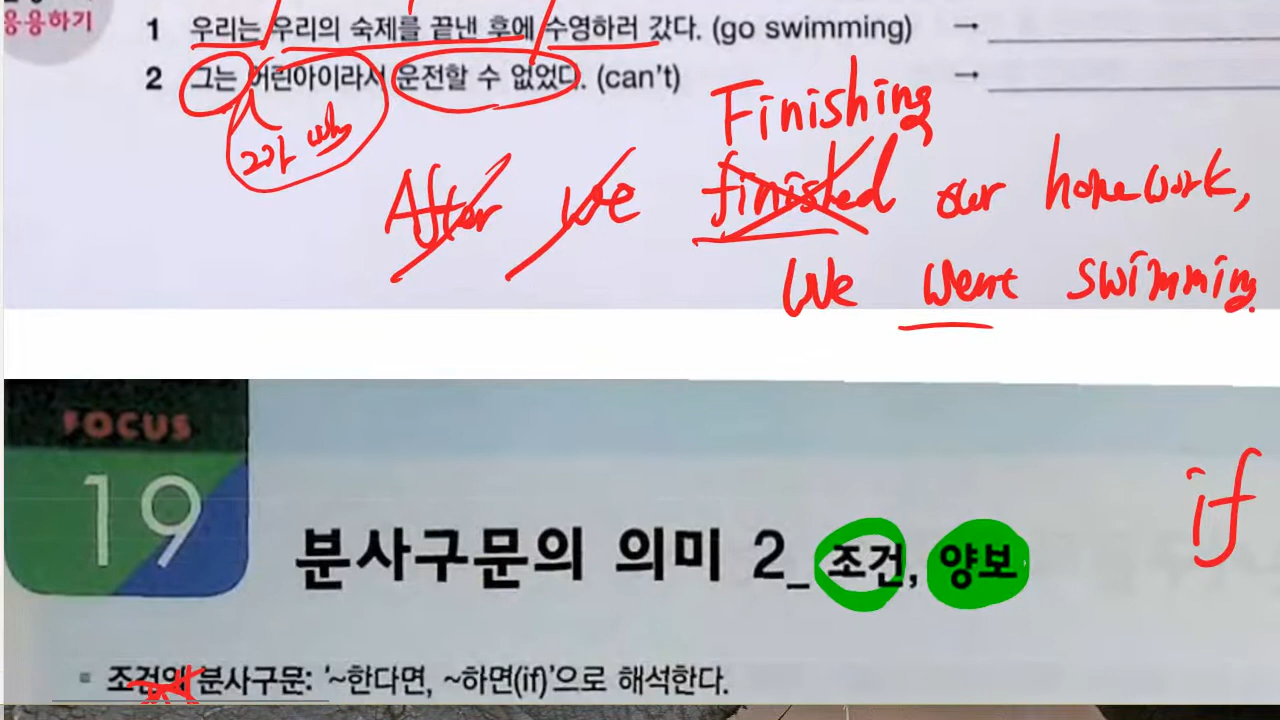 응용하기
1 우리는 우리의 숙제를 끝낸 후에 수영하러 갔다. (go swimming) →
2 그는 어린아이라서 운전할 수 없었다. (can't) →
그가 why
Finishing
After we finished our homework,
We went swimming.
FOCUS
19
if
분사구문의 의미 2_ 조건, 양보
조건의 분사구문: '~한다면, ~하면(if)'으로 해석한다.